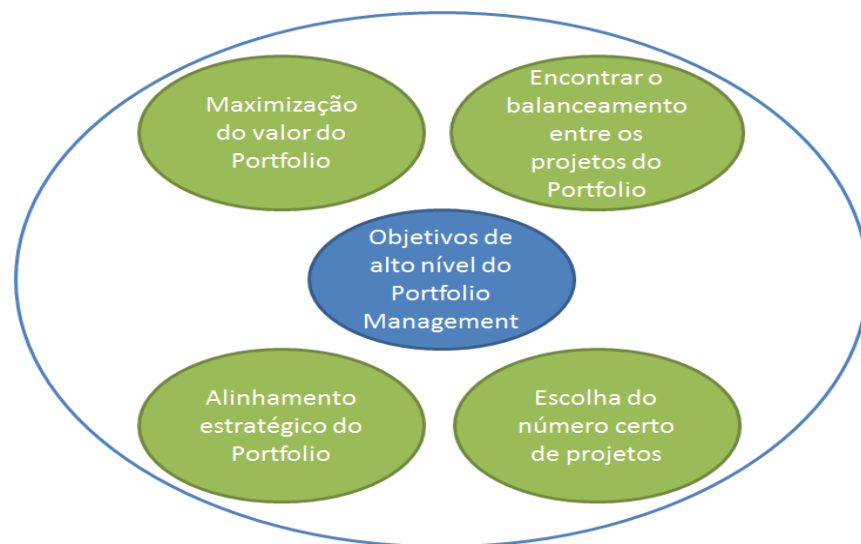 Maximização
do valor do
Portfolio
Encontrar o
balanceamento
entre os
projetos do
Portfolio
Objetivos de
alto nível do
Portfolio
Management
Alinhamento
estratégico do
Portfolio
Escolha do
número certo
de projetos